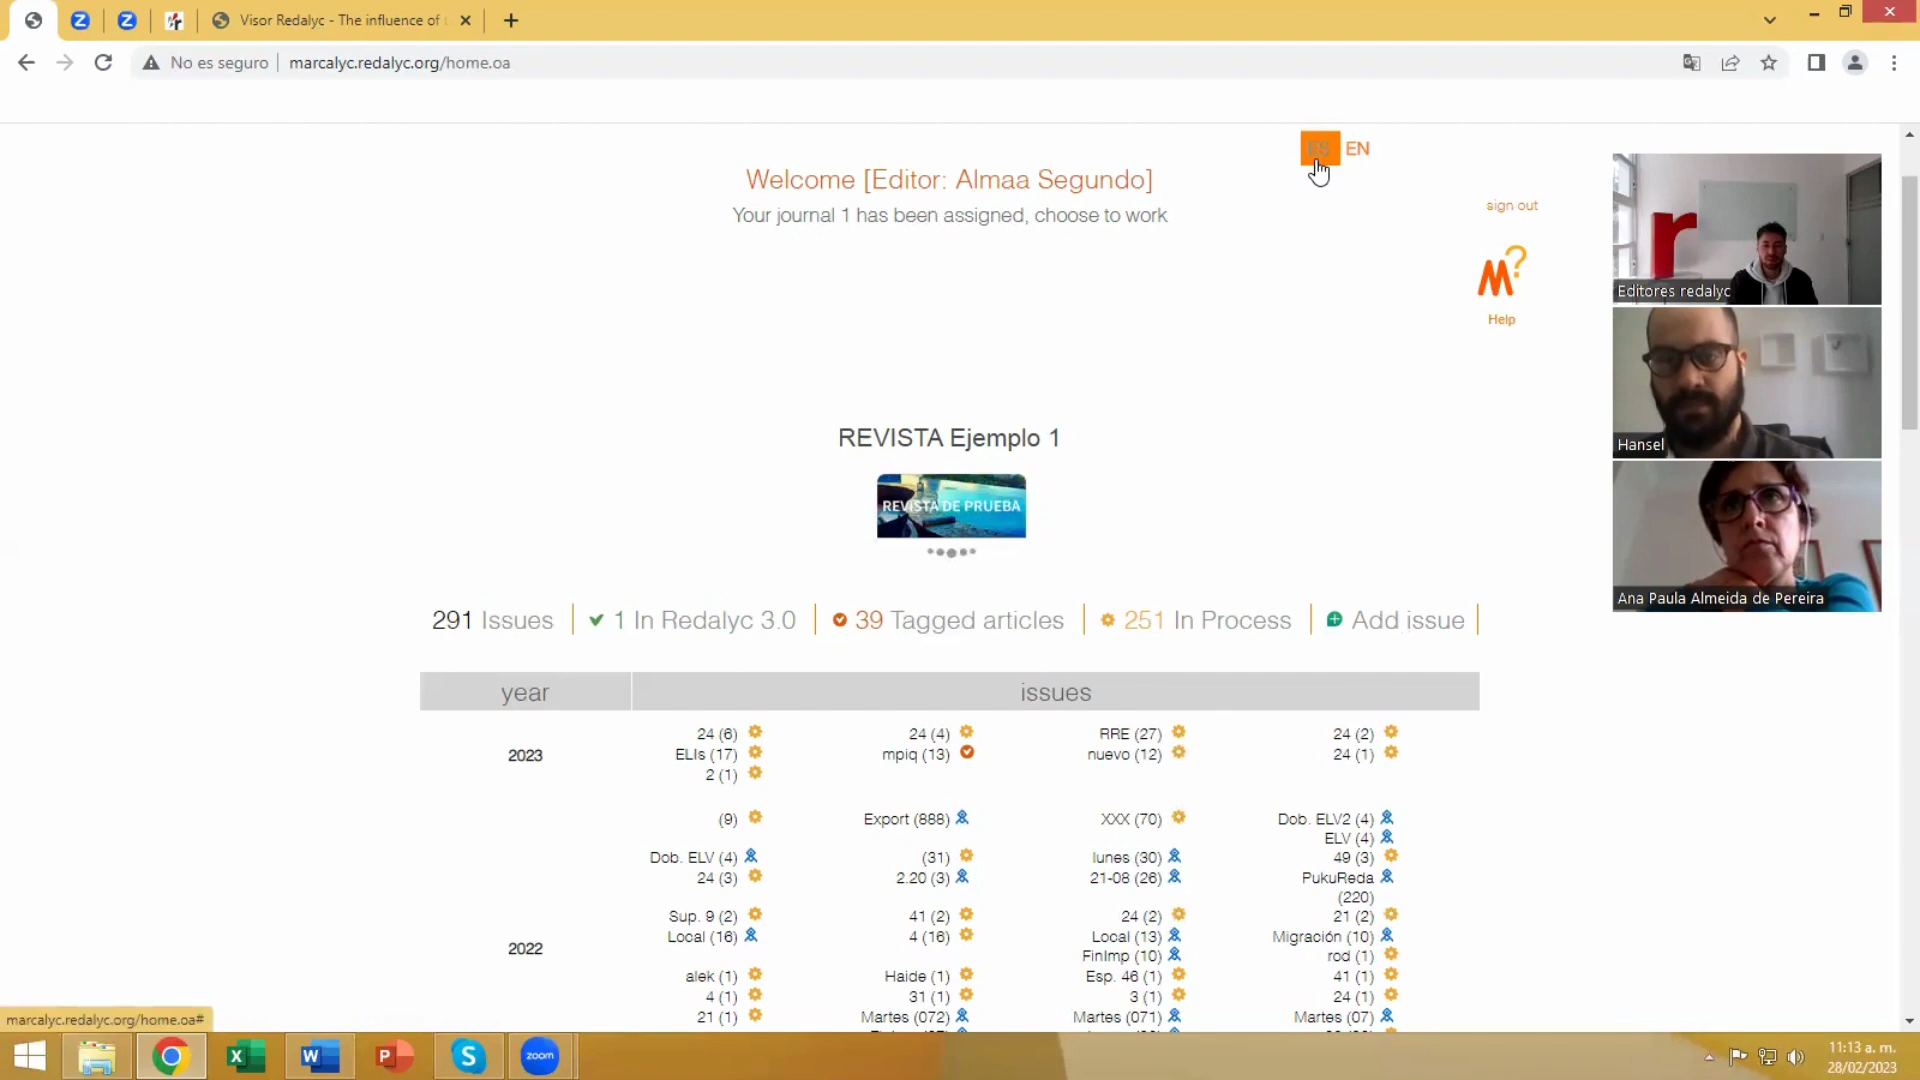 Visor Redalyc - The influence of
No es seguro
marcalyc.redalyc.org/home.oa
ES EN
Welcome [Editor: Almaa Segundo]
Your journal 1 has been assigned, choose to work
sign out
M?
Help
Editores redalyc
Hansel
Ana Paula Almeida de Pereira
REVISTA Ejemplo 1
REVISTA DE PRUEBA
291 Issues 1 In Redalyc 3.0 39 Tagged articles 251 In Process Add issue
year issues
24 (6) 24 (4) RRE (27) 24 (2)
2023 ELIs (17) mpiq (13) nuevo (12) 24 (1)
2 (1)
(9) Export (888) XXX (70) Dob. ELV2 (4)
ELV (4)
Dob. ELV (4) (31) lunes (30) 49 (3)
24 (3) 2.20 (3) 21-08 (26) PukuReda
(220)
Sup. 9 (2) 41 (2) 24 (2) 21 (2)
Local (16) 4 (16) Local (13) Migración (10)
2022 FinImp (10) rod (1)
alek (1) Haide (1) Esp. 46 (1) 41 (1)
4 (1) 31 (1) 3 (1) 24 (1)
21 (1) Martes (072) Martes (071) Martes (07)
marcalyc.redalyc.org/home.oa#
zoom
11:13 a. m.
28/02/2023